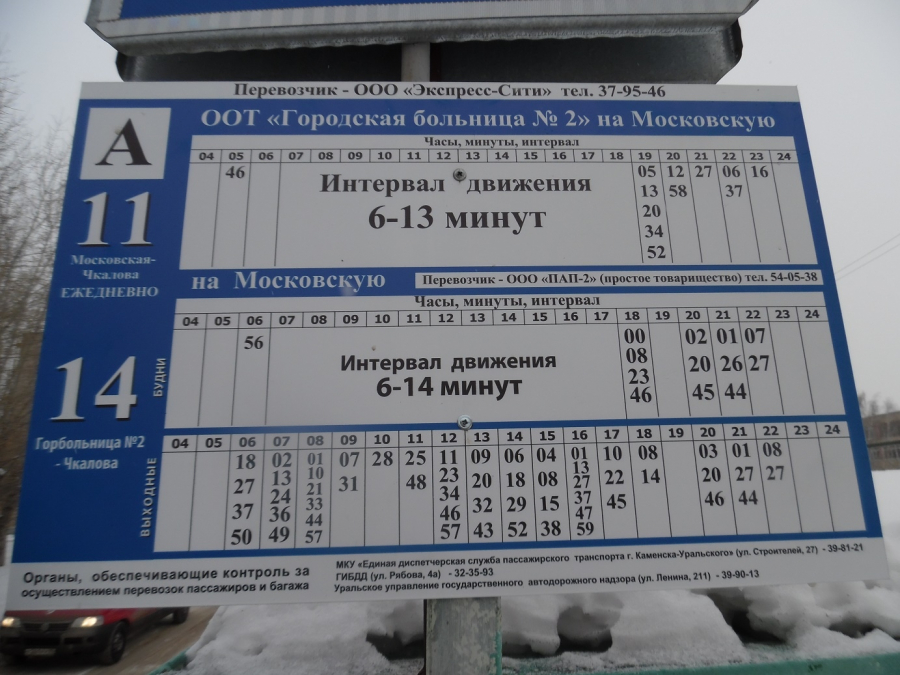 Перевозчик - ООО «Экспресс-Сити» тел. 37-95-46
А
ООТ «Городская больница № 2» на Московскую
Часы, минуты, интервал
04 05 06 07 08 09 10 11 12 13 14 15 16 17 18 19 20 21 22 23 24
46 05 12 27 06 16
Интервал движения
13 58 37
6-13 минут
20
34
52
11
Московская-
Чкалова
ЕЖЕДНЕВНО
на Московскую
Перевозчик - ООО «ПАП-2» (простое товарищество) тел. 54-05-38
Часы, минуты, интервал
04 05 06 07 08 09 10 11 12 13 14 15 16 17 18 19 20 21 22 23 24
56 00 02 01 07
Интервал движения
08 20 26 27
6-14 минут
23 45 44
46
14
БУДНИ
Горбольница №2
- Чкалова
ВЫХОДНЫЕ
04 05 06 07 08 09 10 11 12 13 14 15 16 17 18 19 20 21 22 23 24
18 02 01 07 28 25 11 09 06 04 01 10 08 03 01 08
27 13 10 31 48 23 20 18 08 13 22 14 20 27 27
37 24 21 34 32 29 15 27 45 46 44
50 36 33 46 43 52 38 37
49 44 57 47
57 59
Органы, обеспечивающие контроль за
осуществлением перевозок пассажиров и багажа
МКУ «Единая диспетчерская служба пассажирского транспорта г. Каменска-Уральского» (ул. Строителей, 27) - 39-81-21
ГИБДД (ул. Рябова, 4а) - 32-35-93
Уральское управление государственного автодорожного надзора (ул. Ленина, 211) - 39-90-13